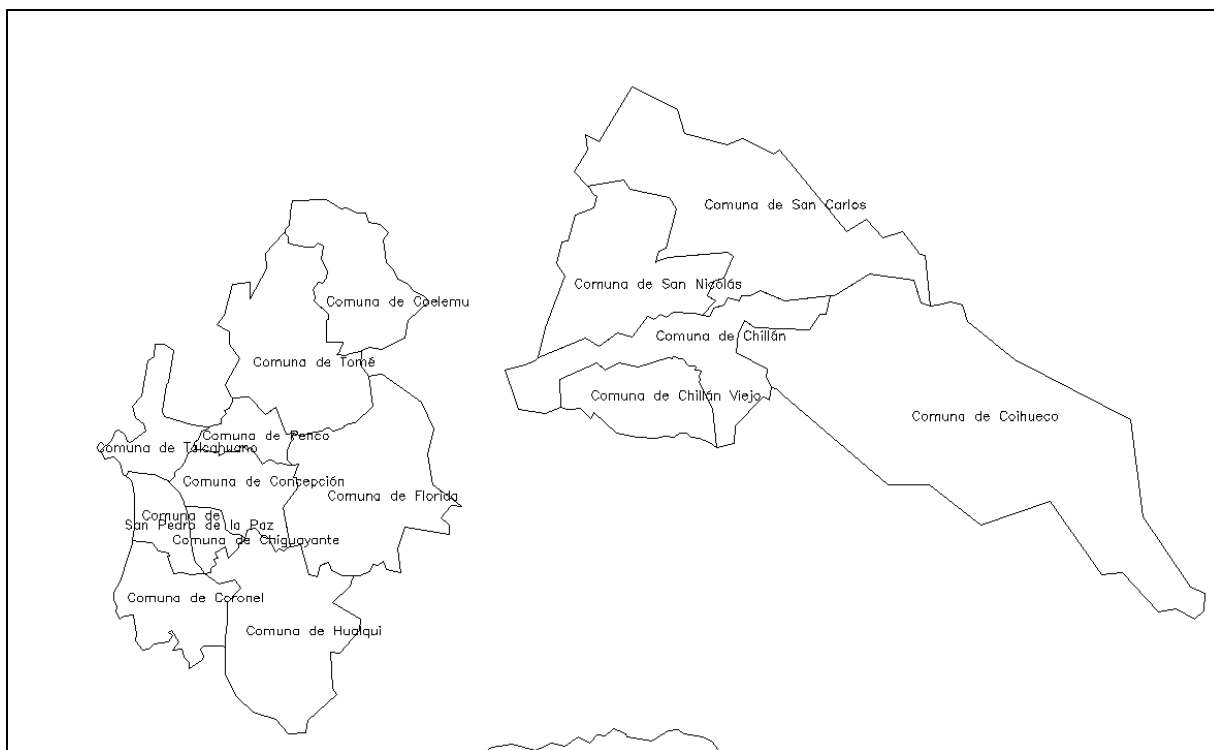 Comuna de San Carlos
Comuna de San Nicolás
Comuna de Coelemu
Comuna de Chillán
Comuna de Tomé
Comuna de Chillán Viejo
Comuna de Coihueco
Comuna de Penco
Comuna de Talcahuano
Comuna de Concepción
Comuna de Florida
Comuna de
San Pedro de la Paz
Comuna de Chiguayante
Comuna de Coronel
Comuna de Hualqui